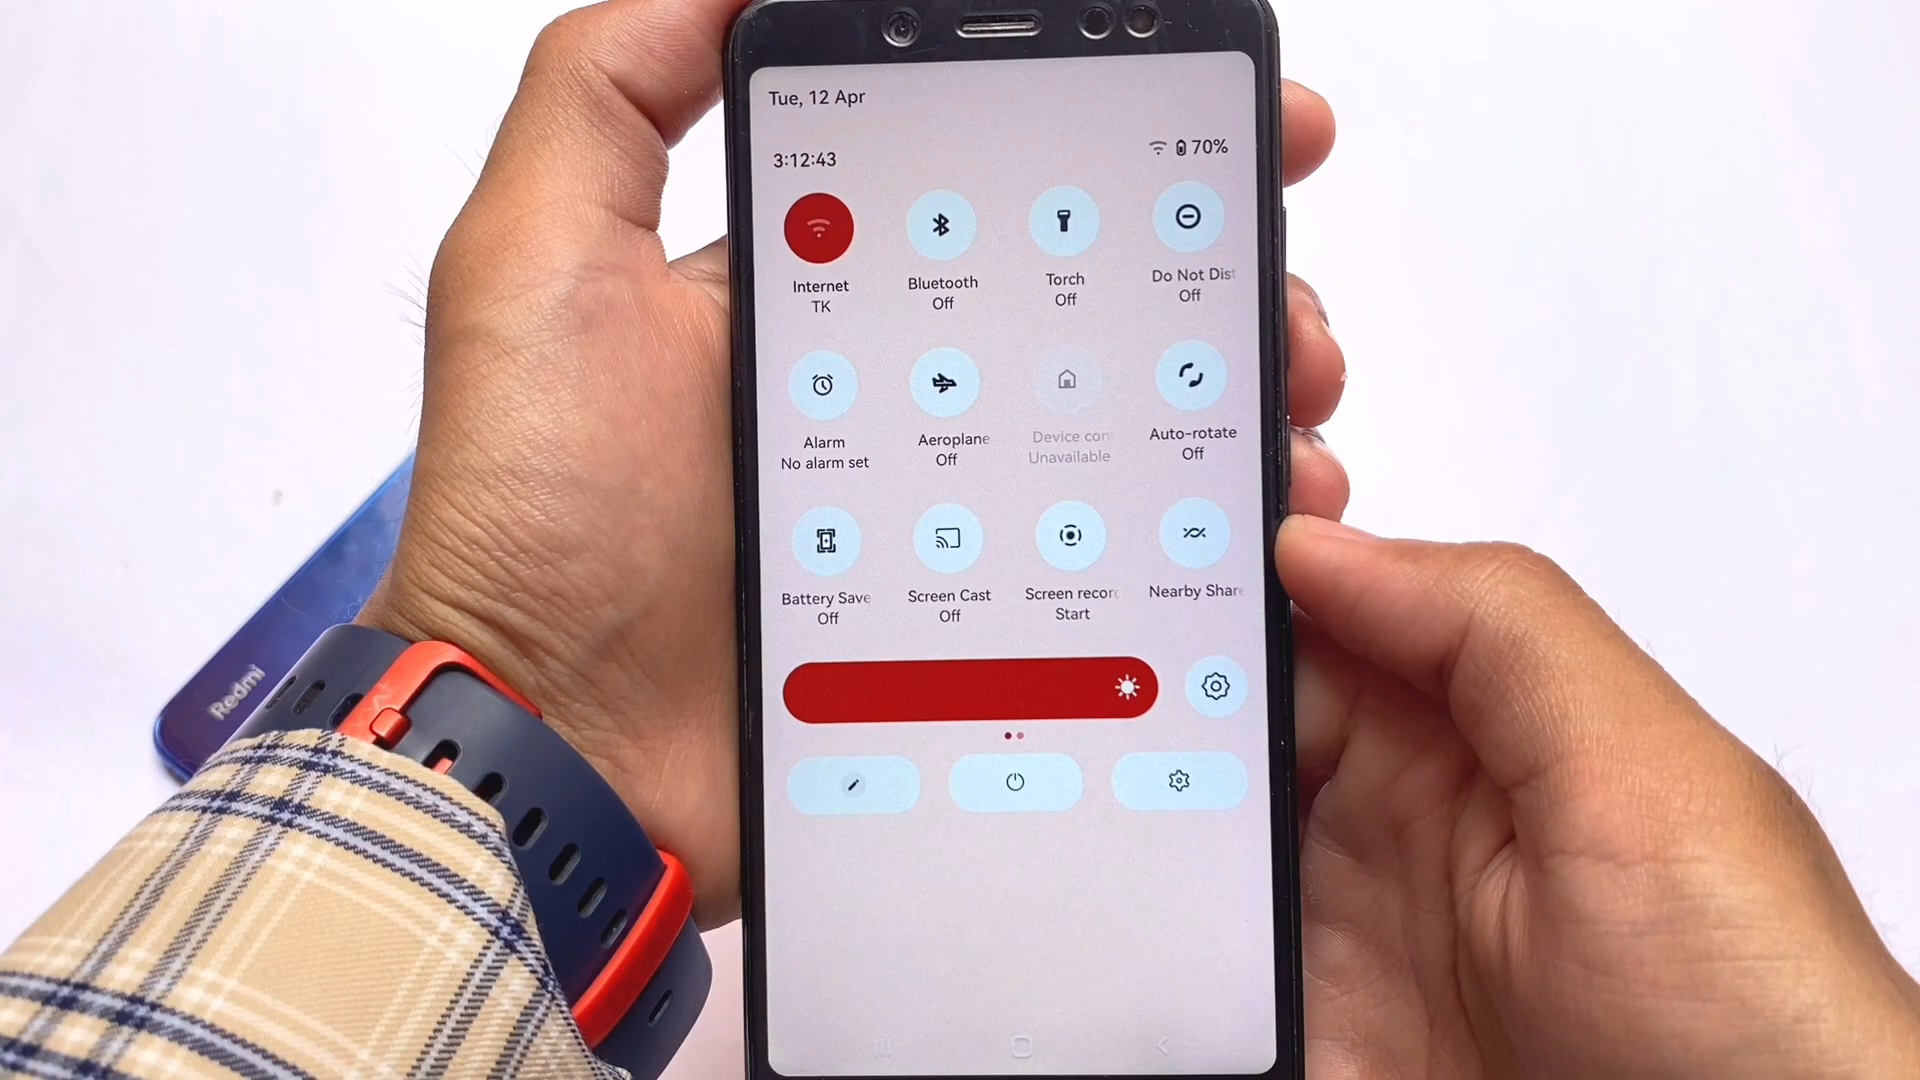 Tue, 12 Apr
3:12:43
70%
Internet
TK
Bluetooth
Off
Torch
Off
Do Not Dist
Off
Alarm
No alarm set
Aeroplane
Off
Device con
Unavailable
Auto-rotate
Off
Battery Save
Off
Screen Cast
Off
Screen recor
Start
Nearby Shar
Redmi